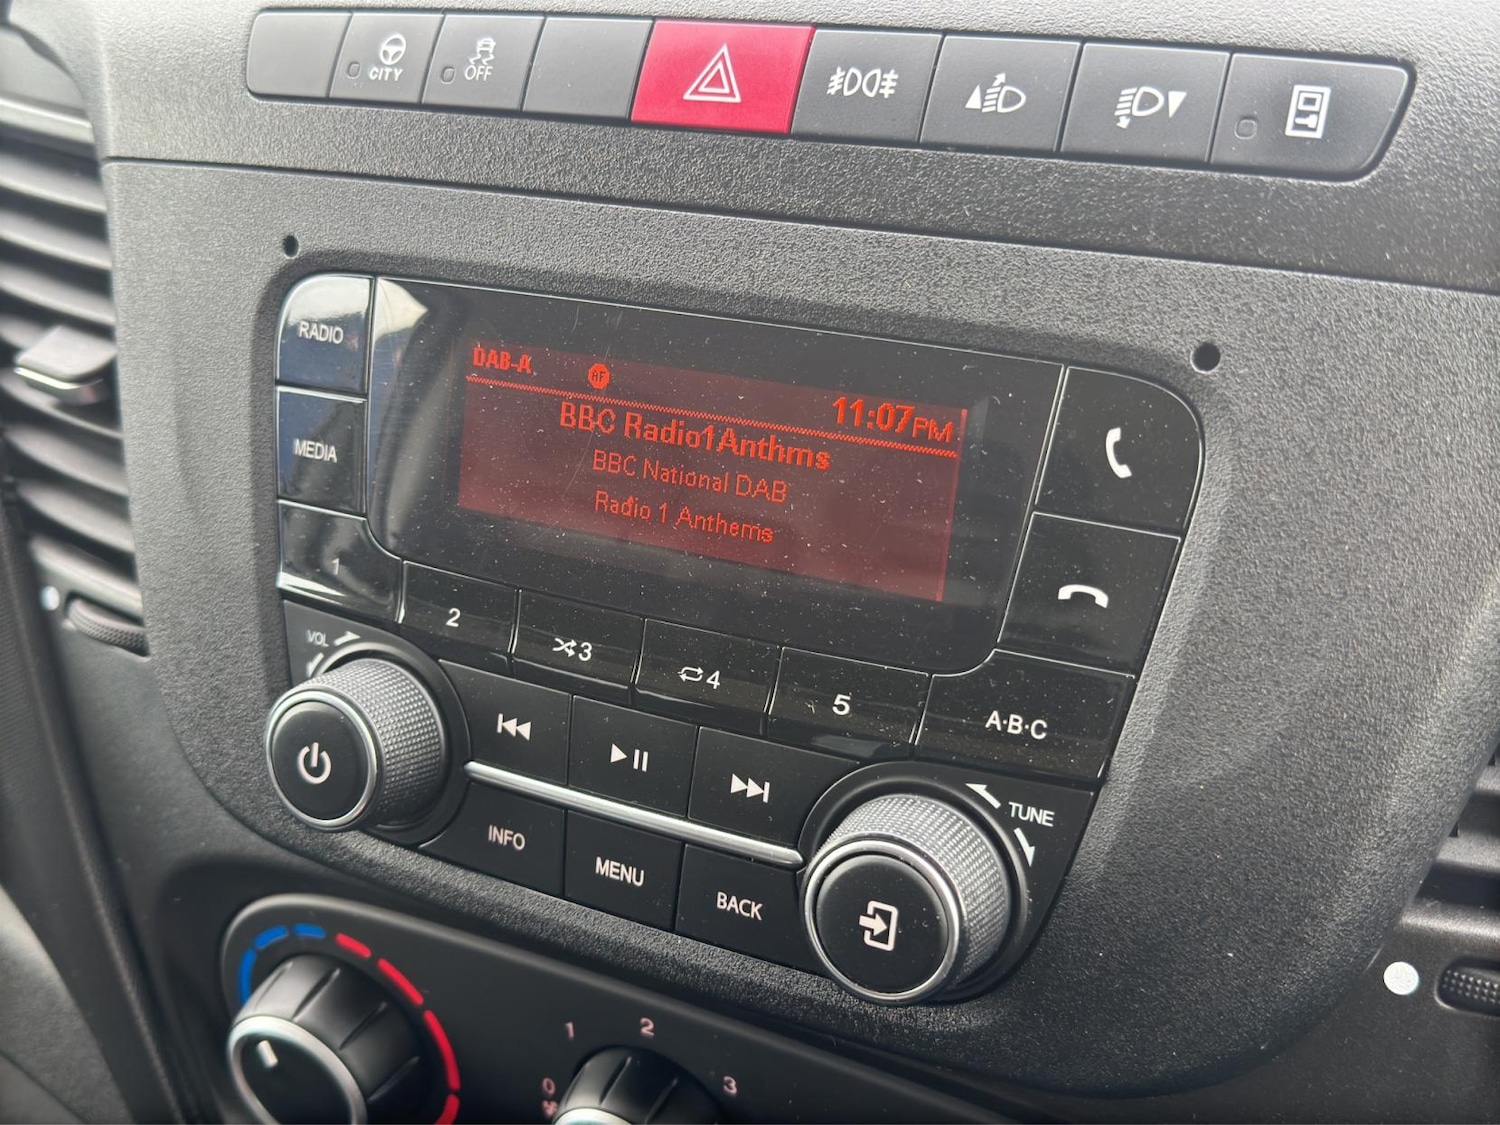 CITY
OFF
RADIO
DAB-A AF
11:07PM
BBC Radio1Anthms
MEDIA
BBC National DAB
Radio 1 Anthems
1
2
3
4
5
A·B·C
VOL
TUNE
INFO
MENU
BACK
0
1
2
3